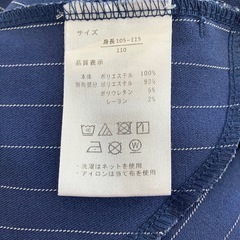 サイズ
身長105-115
110
品質表示
本体 ポリエステル 100%
ポリエステル 93%
ポリウレタン 5%
レーヨン 2%
・洗濯はネットを使用
・アイロンは当て布を使用